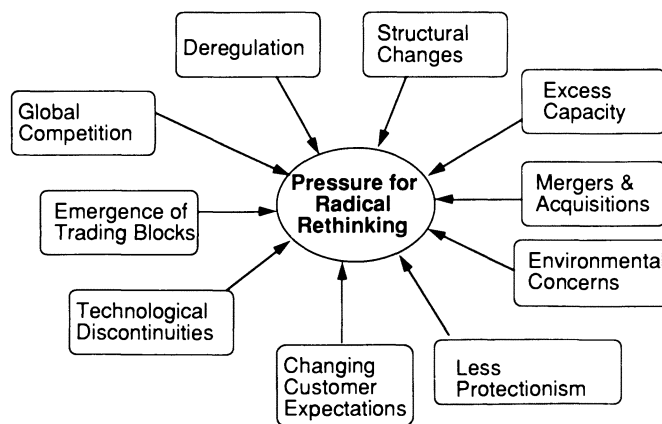 Deregulation
Structural
Changes
Excess
Capacity
Global
Competition
Pressure for
Radical
Rethinking
Mergers &
Acquisitions
Emergence of
Trading Blocks
Environmental
Concerns
Technological
Discontinuities
Changing
Customer
Expectations
Less
Protectionism